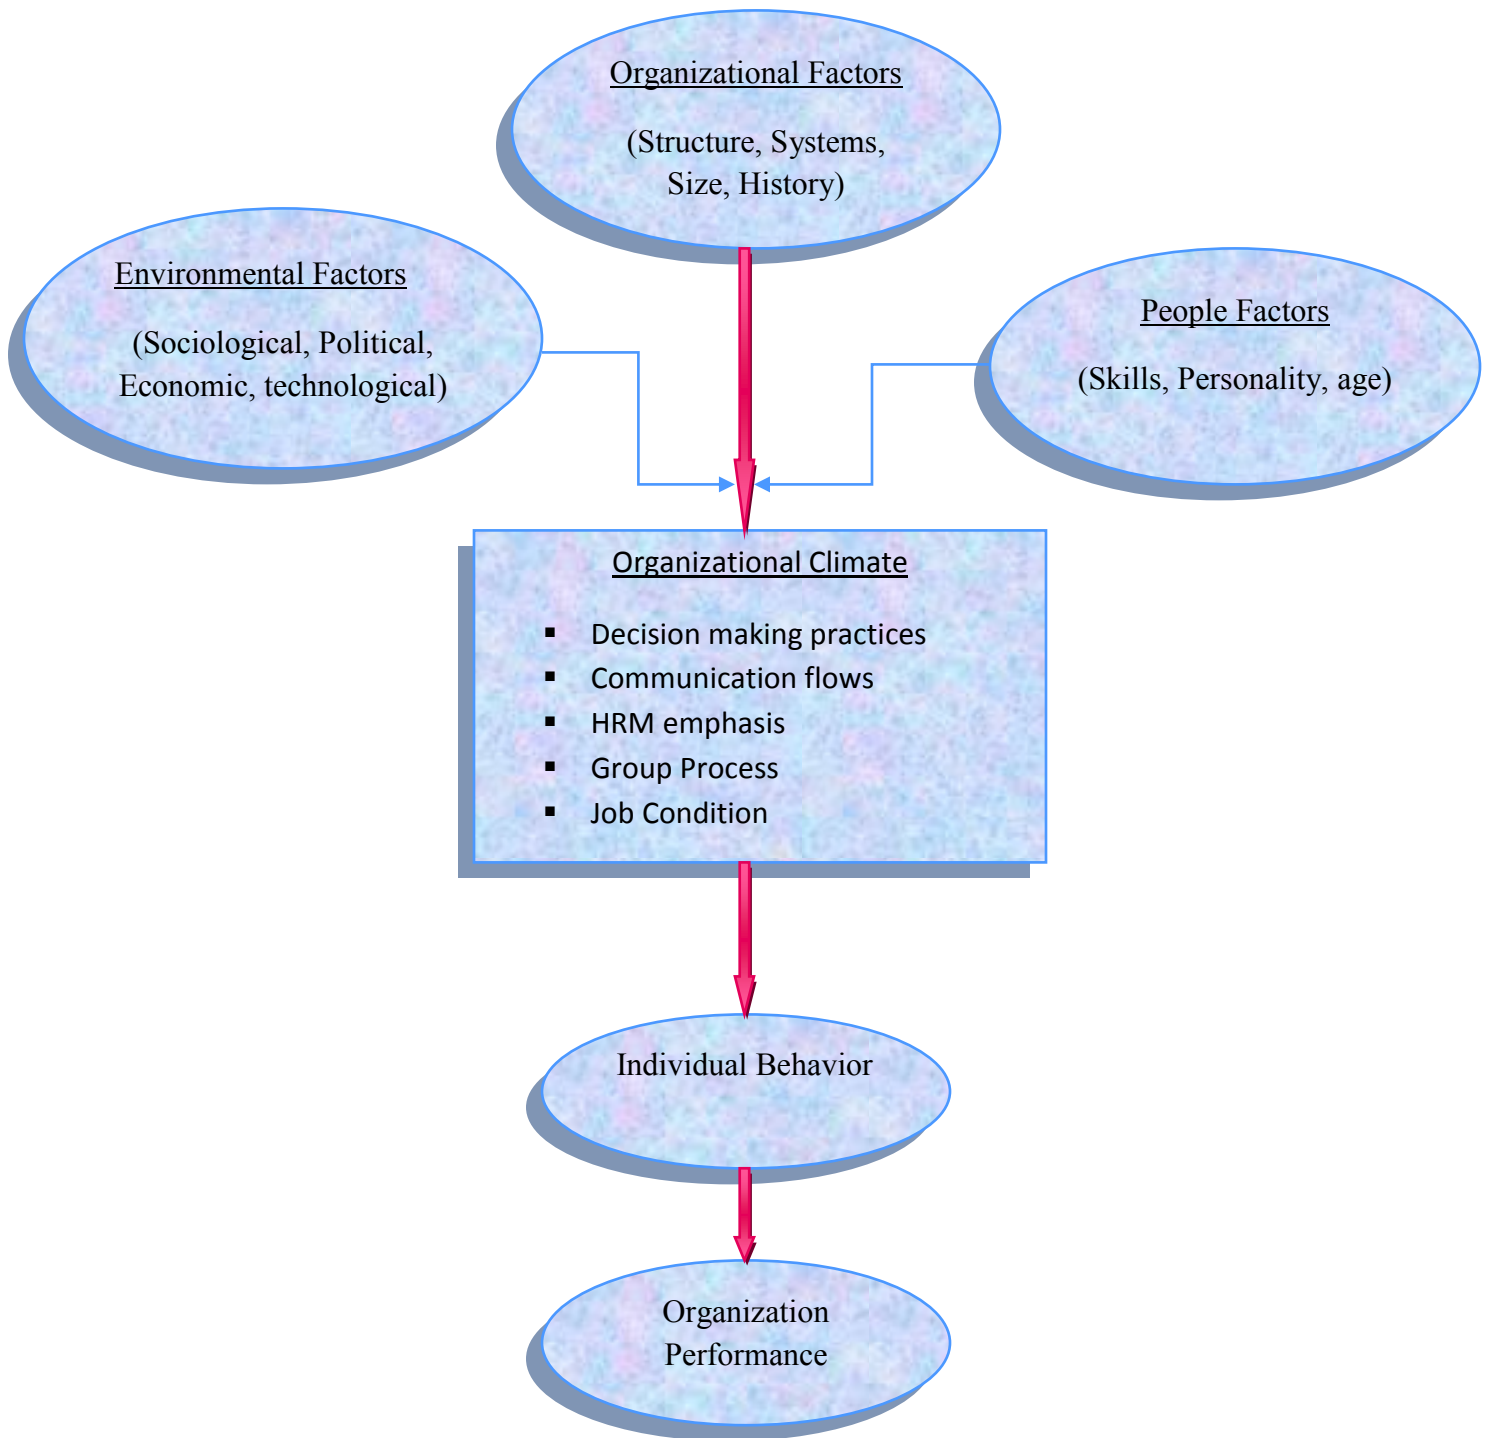 Organizational Factors
(Structure, Systems,
Size, History)
Environmental Factors
(Sociological, Political,
Economic, technological)
People Factors
(Skills, Personality, age)
Organizational Climate
▪ Decision making practices
▪ Communication flows
▪ HRM emphasis
▪ Group Process
▪ Job Condition
Individual Behavior
Organization
Performance